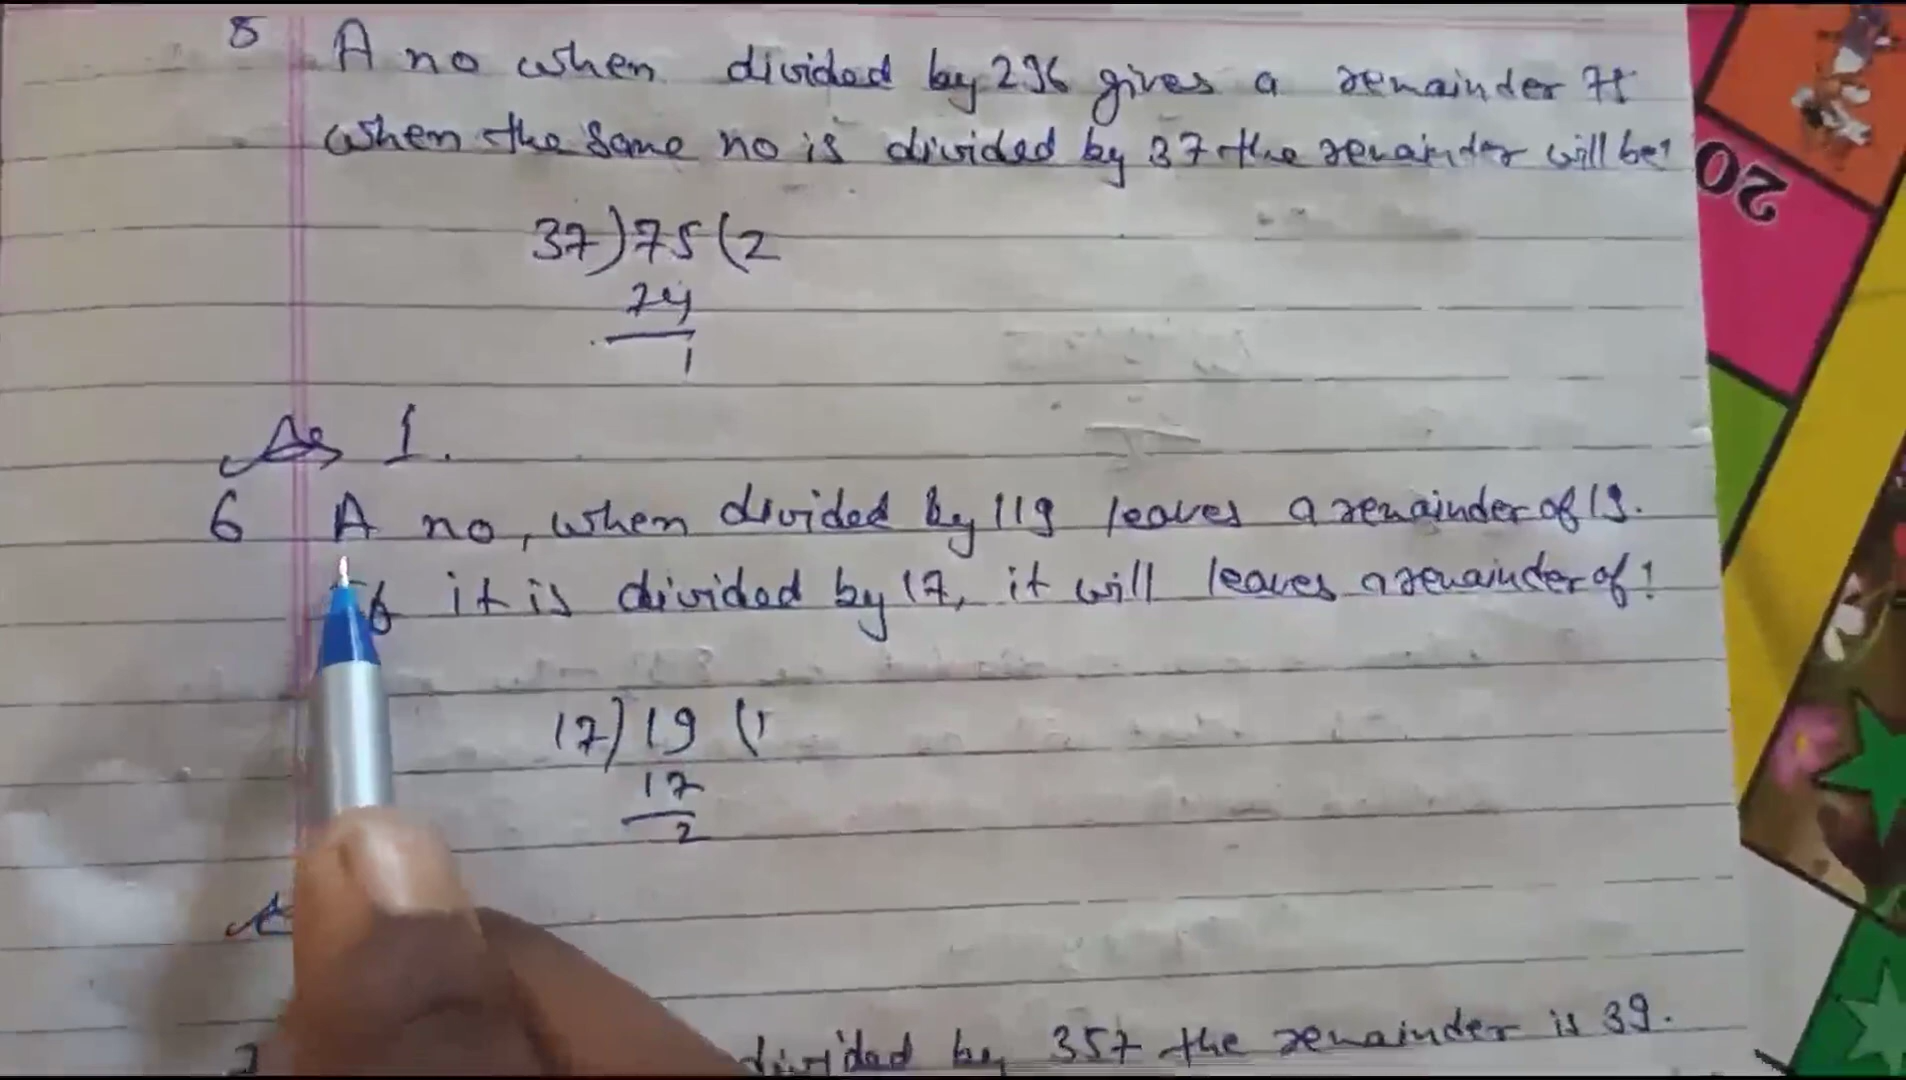 5 A no when divided by 296 gives a remainder 75
when the same no is divided by 37 the remainder will be?
37)75(2
74
1
As 1.
6 A no, when divided by 119 leaves a remainder of 19.
If it is divided by 17, it will leaves a remainder of?
17)19(1
17
2
divided by 357 the remainder is 39.
20